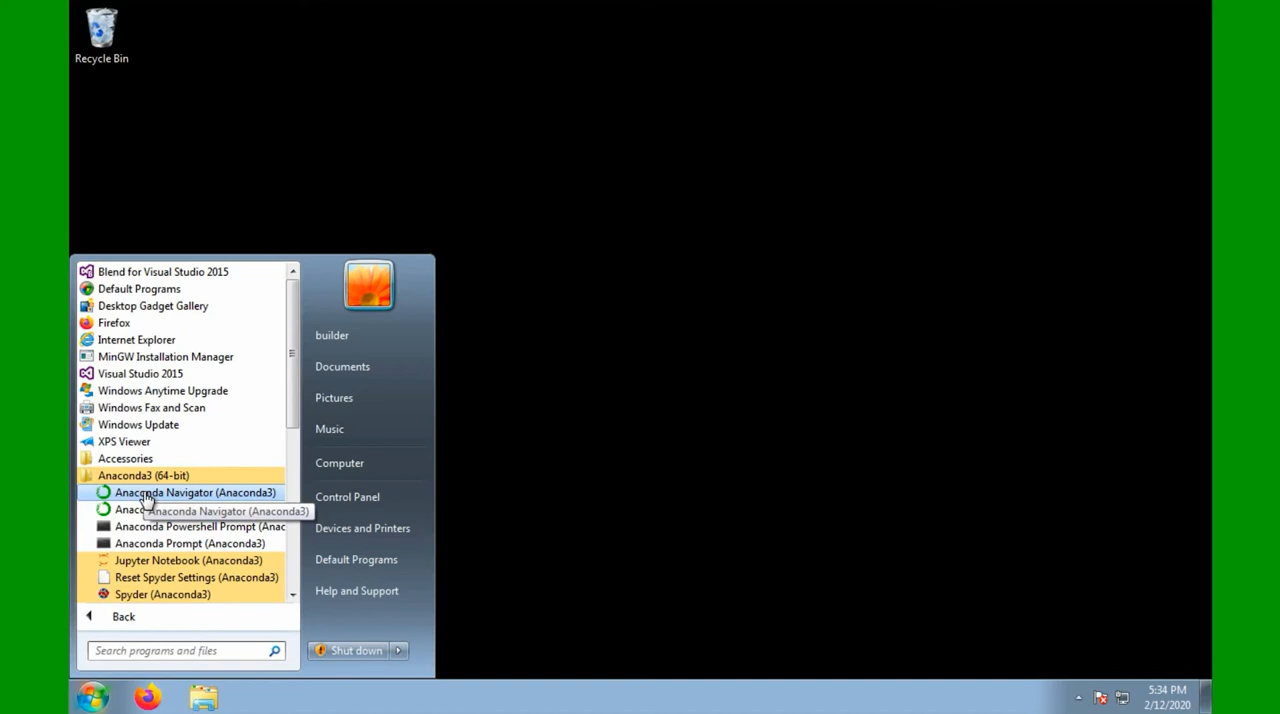 Recycle Bin
Blend for Visual Studio 2015
Default Programs
Desktop Gadget Gallery
Firefox
Internet Explorer
MinGW Installation Manager
Visual Studio 2015
Windows Anytime Upgrade
Windows Fax and Scan
Windows Update
XPS Viewer
Accessories
Anaconda3 (64-bit)
Anaconda Navigator (Anaconda3)
Anaconda Navigator (Anaconda3)
Anaconda Powershell Prompt (Anac
Anaconda Prompt (Anaconda3)
Jupyter Notebook (Anaconda3)
Reset Spyder Settings (Anaconda3)
Spyder (Anaconda3)
Back
Search programs and files
builder
Documents
Pictures
Music
Computer
Control Panel
Devices and Printers
Default Programs
Help and Support
Shut down
5:34 PM
2/12/2020